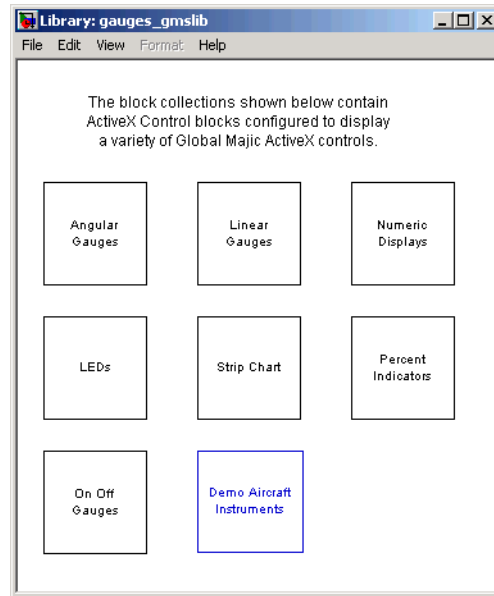 Library: gauges_gmslib
File Edit View Format Help
The block collections shown below contain
ActiveX Control blocks configured to display
a variety of Global Majic ActiveX controls.
Angular
Gauges
Linear
Gauges
Numeric
Displays
LEDs
Strip Chart
Percent
Indicators
On Off
Gauges
Demo Aircraft
Instruments